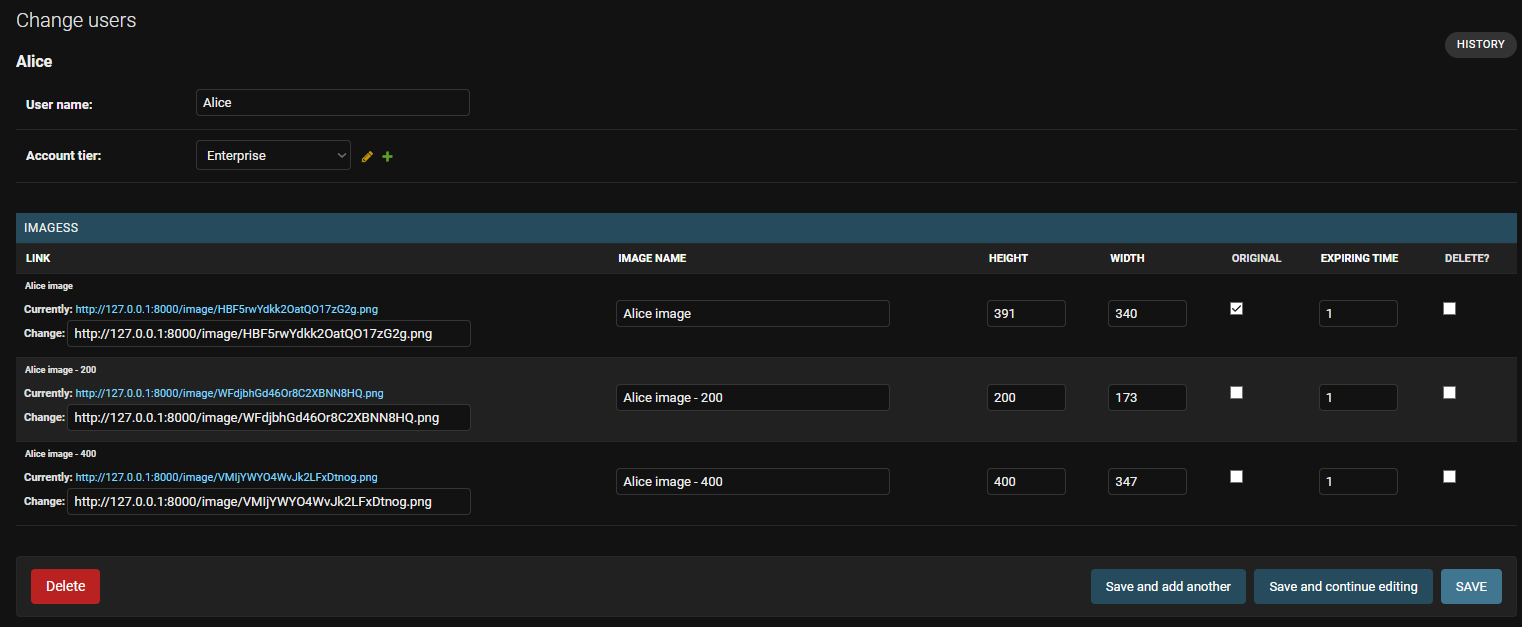 Change users
HISTORY
Alice
User name: Alice
Account tier: Enterprise
IMAGESS
LINK IMAGE NAME HEIGHT WIDTH ORIGINAL EXPIRING TIME DELETE?
Alice image
Currently: http://127.0.0.1:8000/image/HBF5rwYdkk2OatQO17zG2g.png
Change: http://127.0.0.1:8000/image/HBF5rwYdkk2OatQO17zG2g.png Alice image 391 340 1
Alice image - 200
Currently: http://127.0.0.1:8000/image/WFdjbhGd46Or8C2XBNN8HQ.png
Change: http://127.0.0.1:8000/image/WFdjbhGd46Or8C2XBNN8HQ.png Alice image - 200 200 173 1
Alice image - 400
Currently: http://127.0.0.1:8000/image/VMIjYWYO4WvJk2LFxDtnog.png
Change: http://127.0.0.1:8000/image/VMIjYWYO4WvJk2LFxDtnog.png Alice image - 400 400 347 1
Delete Save and add another Save and continue editing SAVE